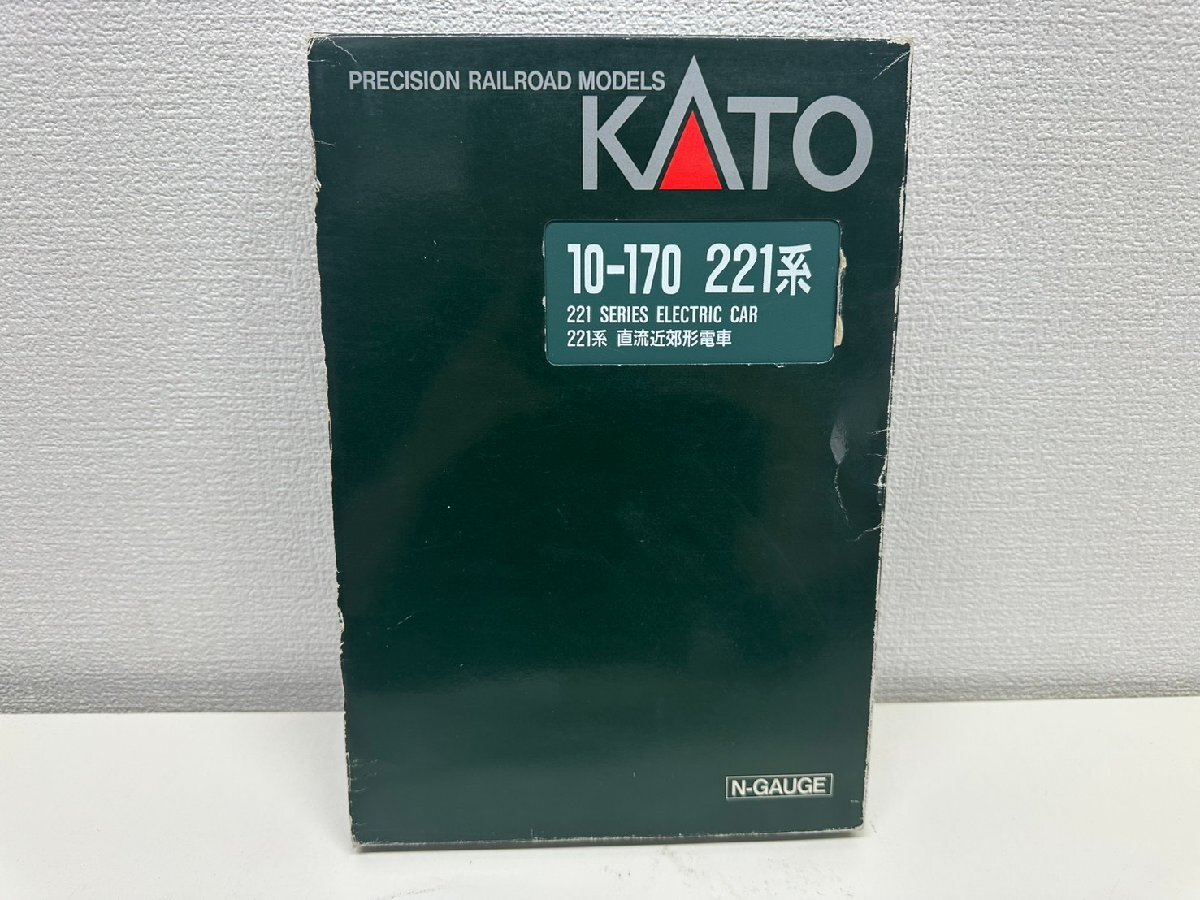 PRECISION RAILROAD MODELS
KATO
10-170 221系
221 SERIES ELECTRIC CAR
221系 直流近郊形電車
N-GAUGE